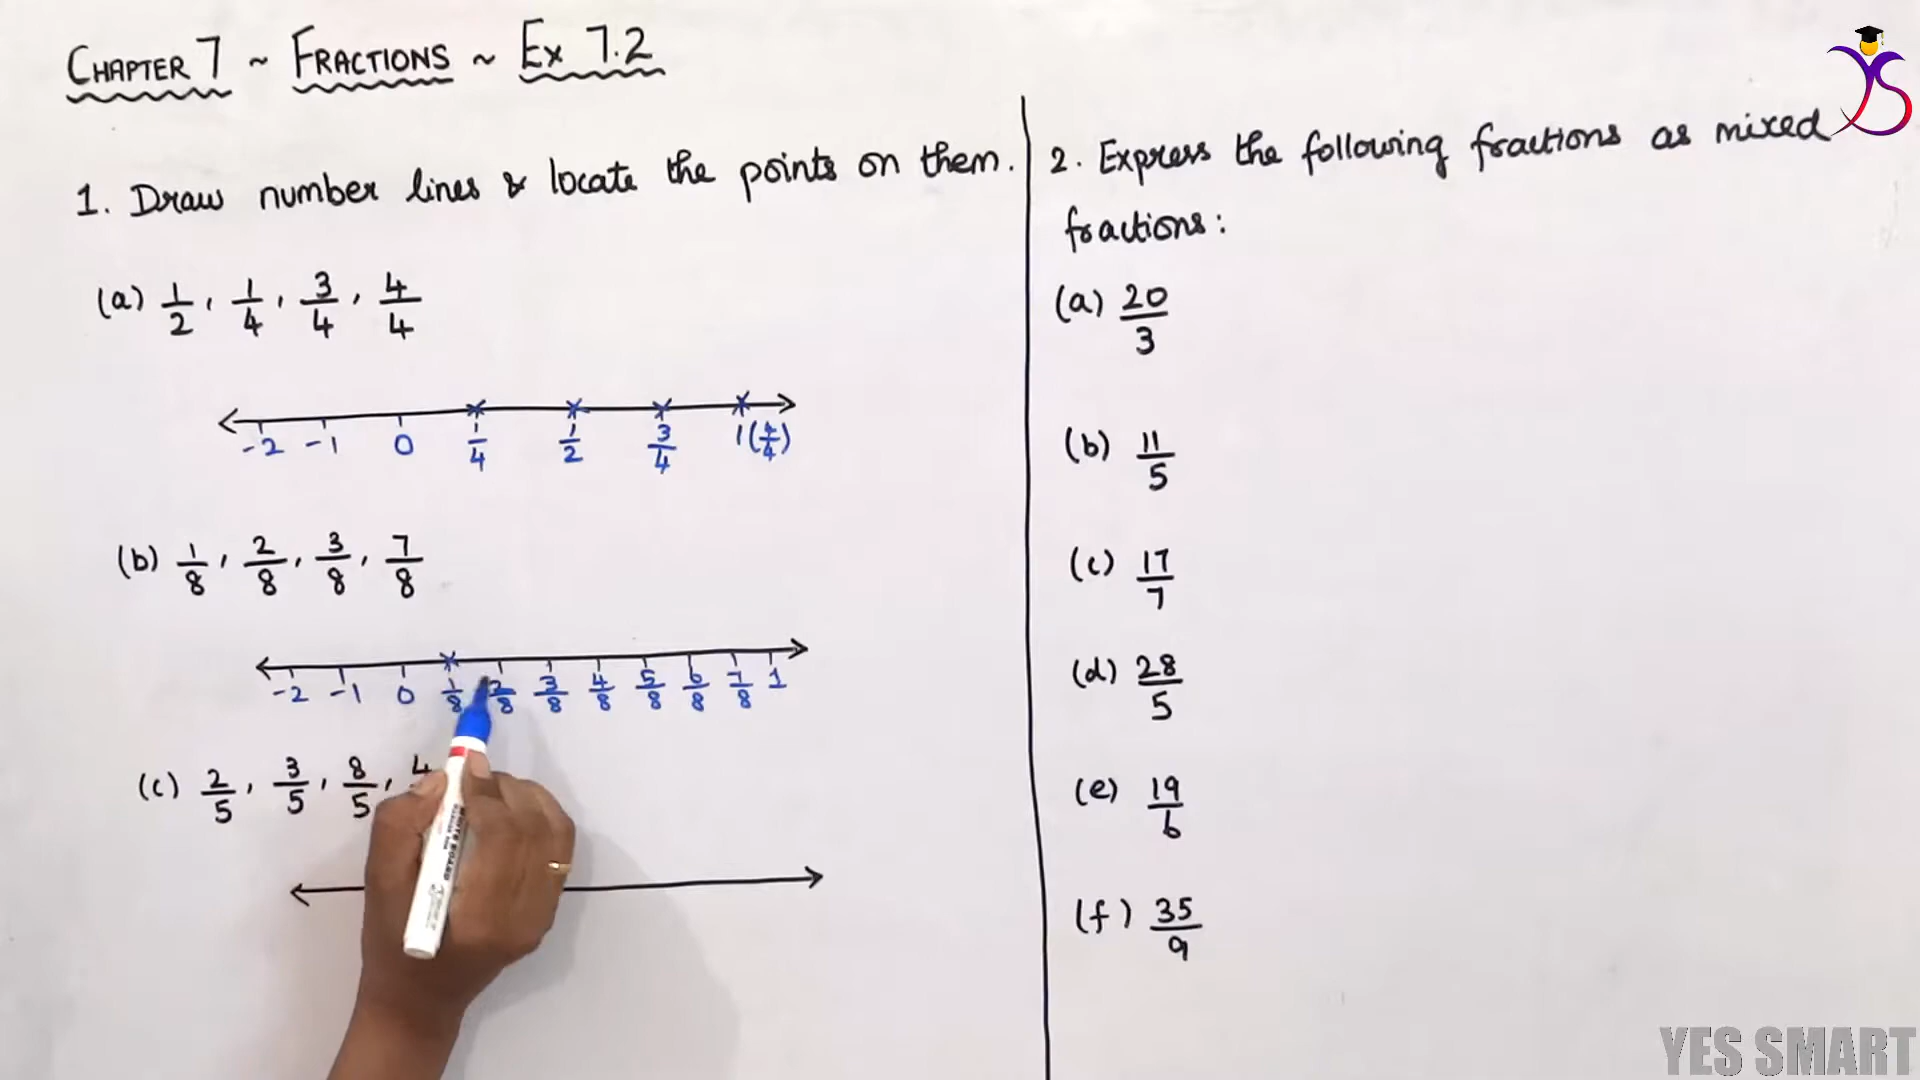 CHAPTER 7 ~ FRACTIONS ~ EX 7.2
1. Draw number lines & locate the points on them.
(a) 1/2, 1/4, 3/4, 4/4
-2 -1 0 1/4 1/2 3/4 1(4/4)
(b) 1/8, 2/8, 3/8, 7/8
-2 -1 0 1/8 2/8 3/8 4/8 5/8 6/8 7/8 1
(c) 2/5, 3/5, 8/5, 4
2. Express the following fractions as mixed
fractions:
(a) 20/3
(b) 11/5
(c) 17/7
(d) 28/5
(e) 19/6
(f) 35/9
YS
YES SMART